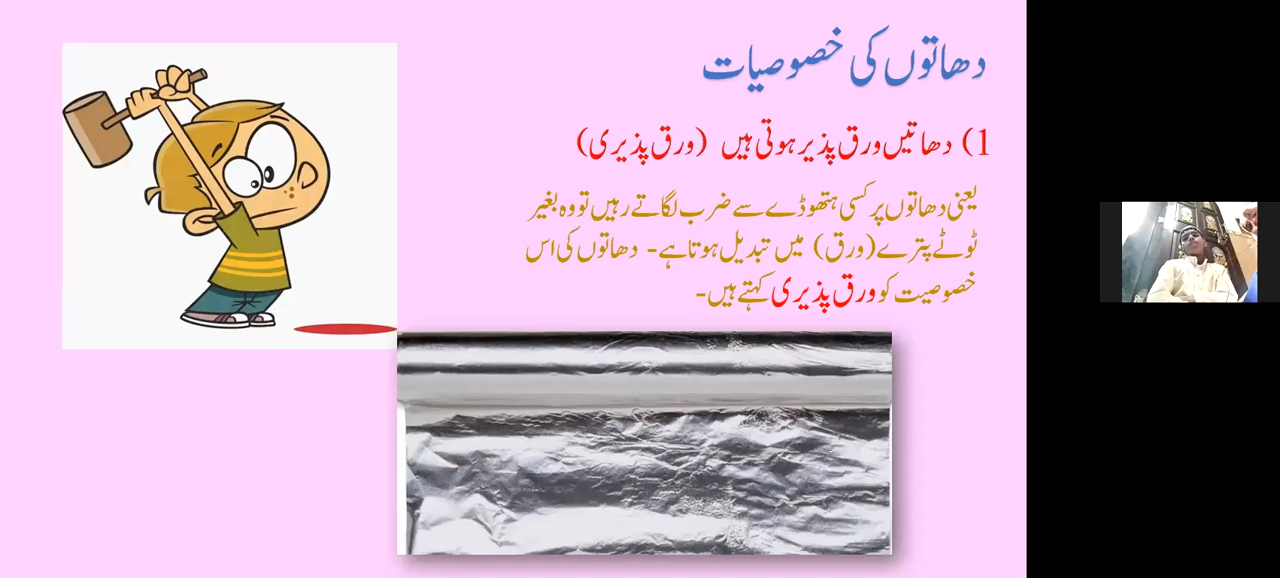 دھاتوں کی خصوصیات
1) دھاتیں ورق پذیر ہوتی ہیں (ورق پذیری)
یعنی دھاتوں پر کسی ہتھوڈے سے ضرب لگاتے رہیں تو وہ بغیر
ٹوٹے پترے (ورق) میں تبدیل ہوتا ہے۔ دھاتوں کی اس
خصوصیت کو ورق پذیری کہتے ہیں۔